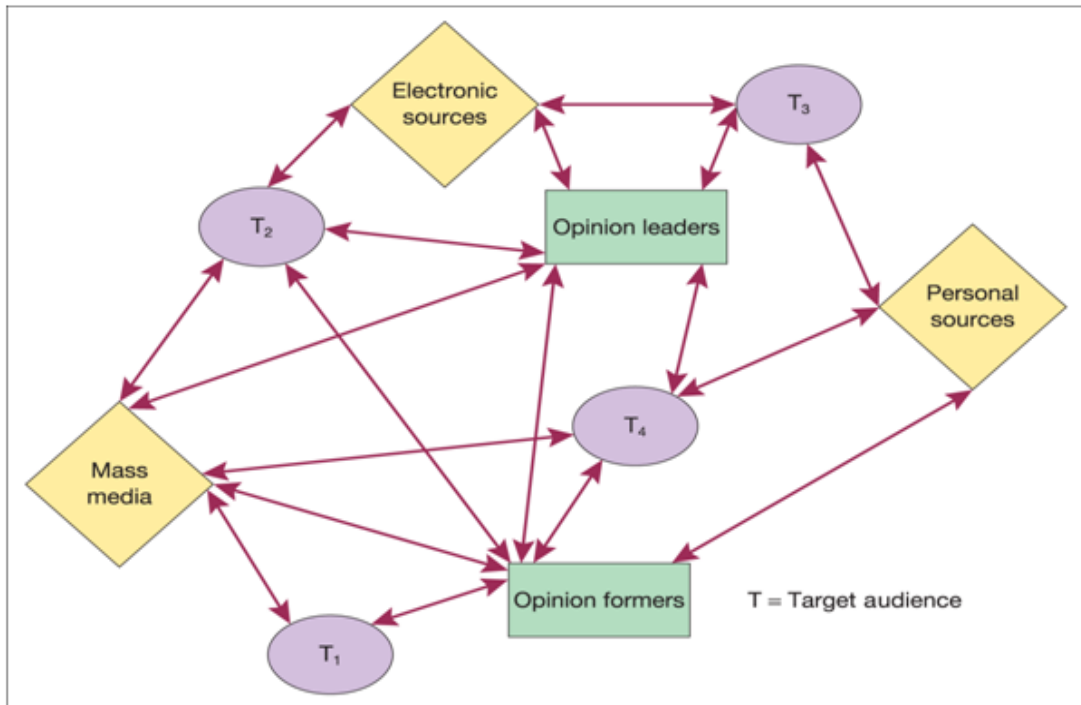 Electronic
sources
T₃
T₂
Opinion leaders
Personal
sources
T₄
Mass
media
Opinion formers
T = Target audience
T₁